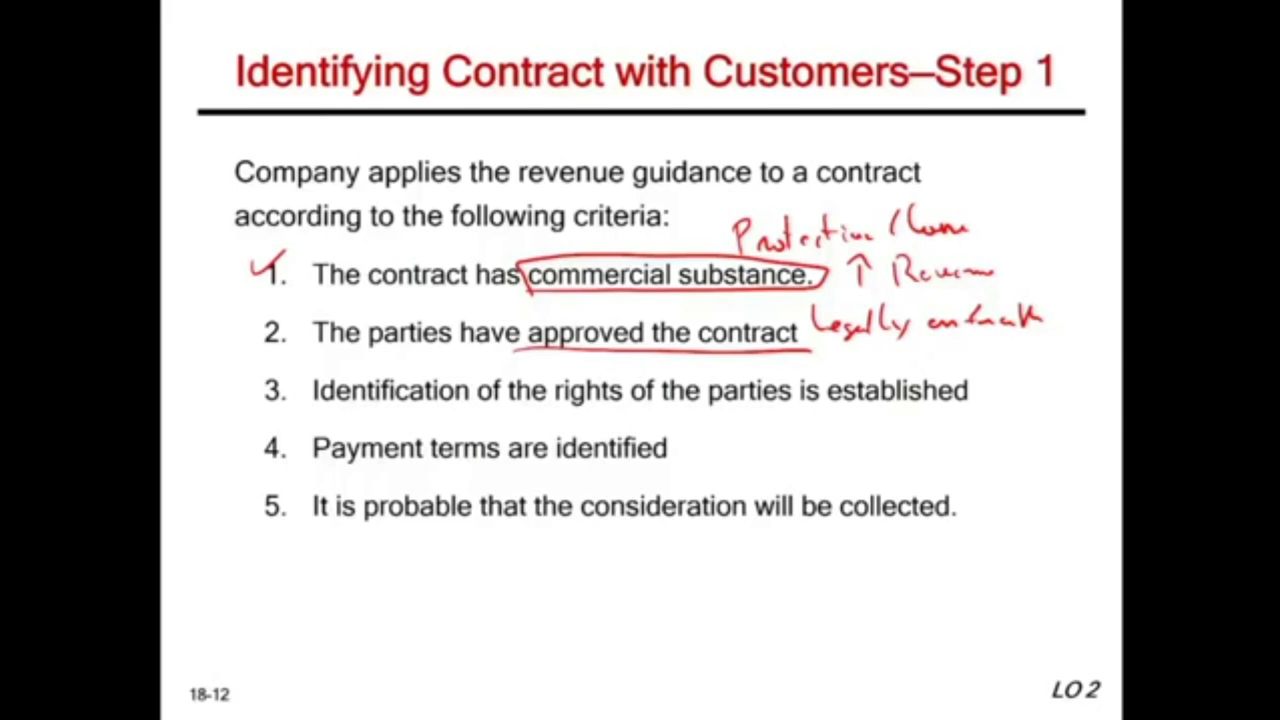 Identifying Contract with Customers–Step 1
Company applies the revenue guidance to a contract
according to the following criteria:
Protection /
1. The contract has commercial substance. ↑ Revenue
2. The parties have approved the contract Legally
3. Identification of the rights of the parties is established
4. Payment terms are identified
5. It is probable that the consideration will be collected.
18-12
LO 2